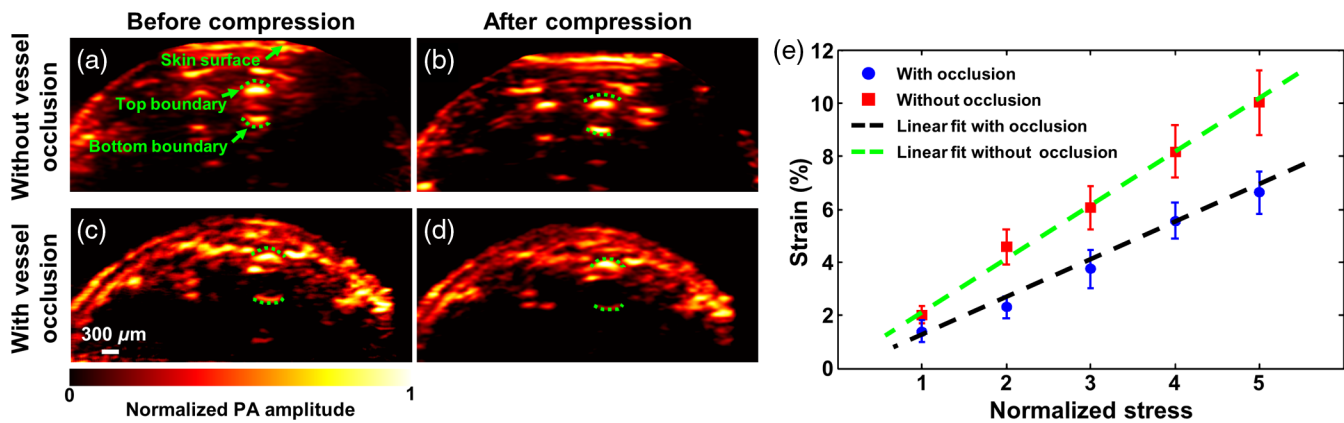 Before compression
After compression
Without vessel
occlusion
With vessel
occlusion
(a)
Skin surface
Top boundary
Bottom boundary
(b)
(c)
300 µm
(d)
0
1
Normalized PA amplitude
(e)
12
10
8
6
4
2
0
Strain (%)
With occlusion
Without occlusion
Linear fit with occlusion
Linear fit without occlusion
1 2 3 4 5
Normalized stress